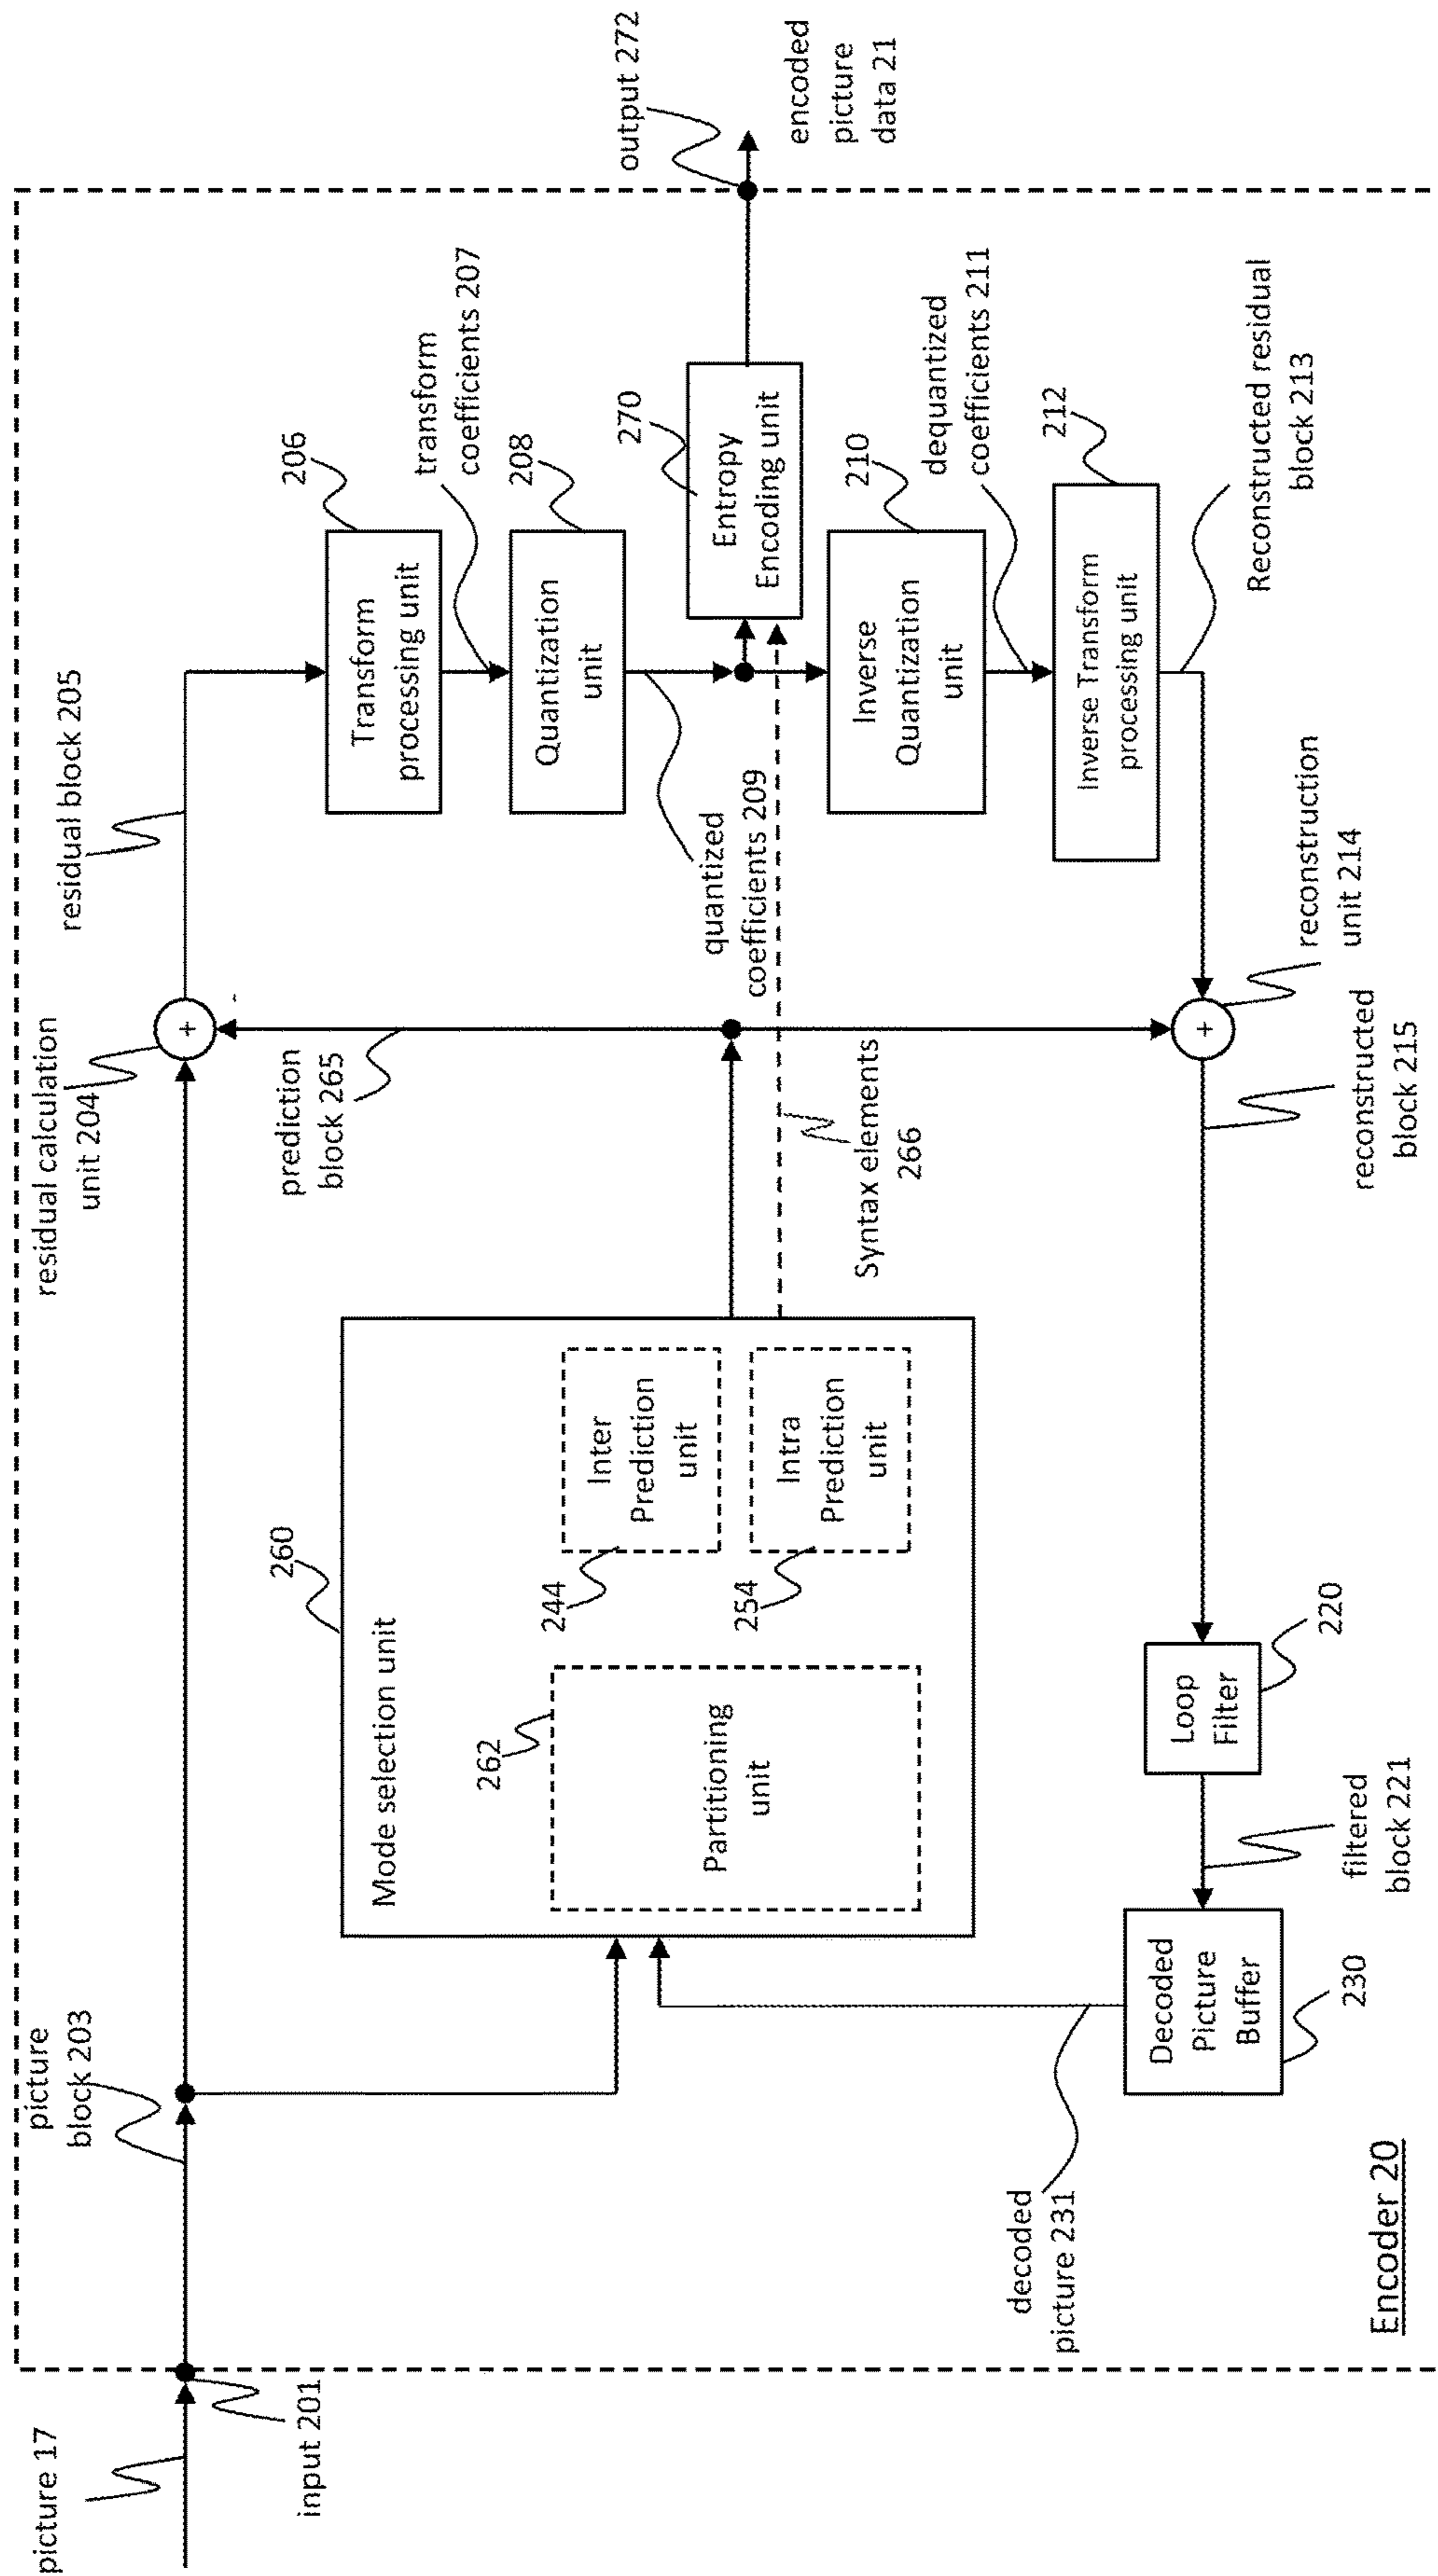 picture 17
input 201
picture
block 203
residual calculation
unit 204
residual block 205
prediction
block 265
206
Transform
processing unit
transform
coefficients 207
208
Quantization
unit
quantized
coefficients 209
270
Entropy
Encoding unit
output 272
encoded
picture
data 21
210
Inverse
Quantization
unit
dequantized
coefficients 211
212
Inverse Transform
processing unit
Reconstructed residual
block 213
260
Mode selection unit
262
Partitioning
unit
244
Inter
Prediction
unit
254
Intra
Prediction
unit
Syntax elements
266
reconstruction
unit 214
reconstructed
block 215
220
Loop
Filter
filtered
block 221
Decoded
Picture
Buffer
230
decoded
picture 231
Encoder 20
+
+
-